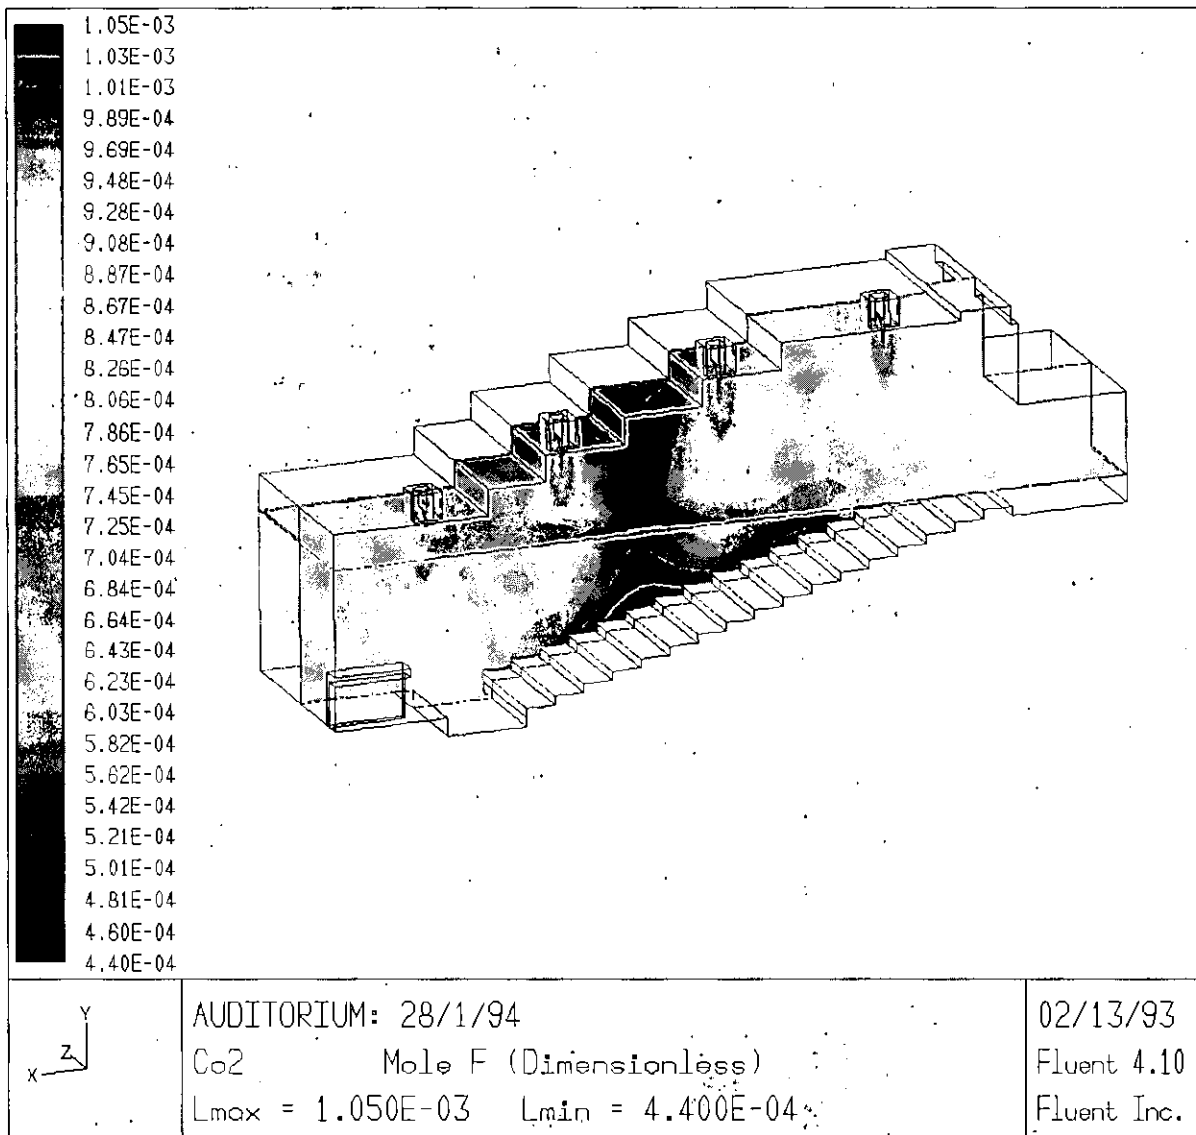 1.05E-03
1.03E-03
1.01E-03
9.89E-04
9.69E-04
9.48E-04
9.28E-04
9.08E-04
8.87E-04
8.67E-04
8.47E-04
8.26E-04
8.06E-04
7.86E-04
7.65E-04
7.45E-04
7.25E-04
7.04E-04
6.84E-04
6.64E-04
6.43E-04
6.23E-04
6.03E-04
5.82E-04
5.62E-04
5.42E-04
5.21E-04
5.01E-04
4.81E-04
4.60E-04
4.40E-04
Y
Z
X
AUDITORIUM: 28/1/94
Co2 Mole F (Dimensionless)
Lmax = 1.050E-03 Lmin = 4.400E-04
02/13/93
Fluent 4.10
Fluent Inc.